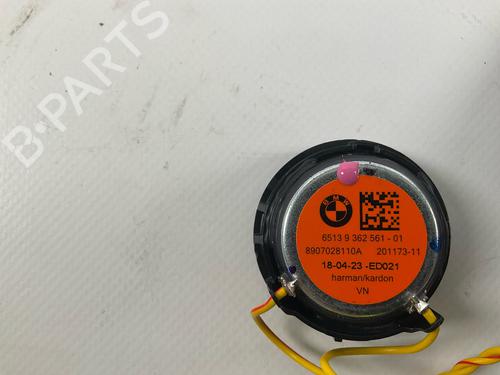 B-PARTS
BMW
6513 9 362 561 - 01
8907028110A 201173-11
18-04-23 -ED021
harman/kardon
VN